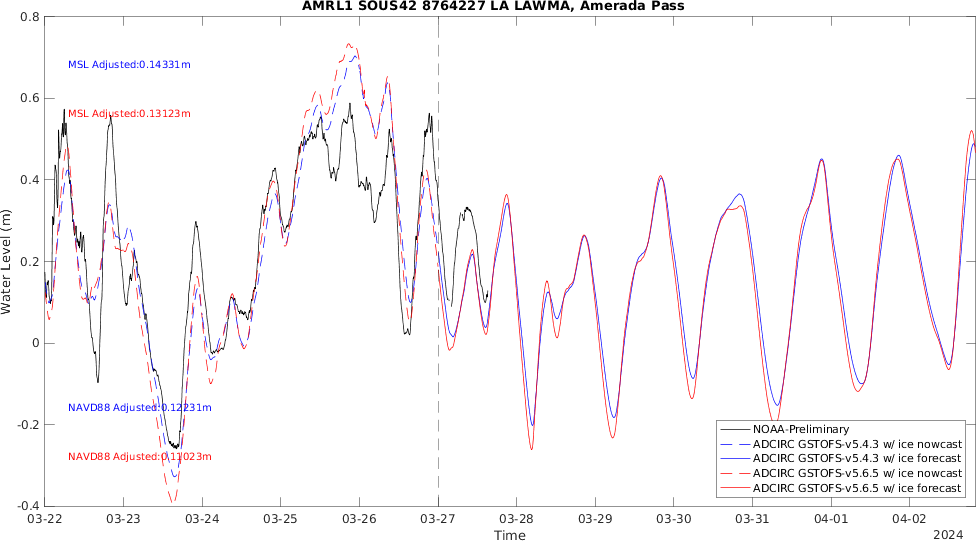 AMRL1 SOUS42 8764227 LA LAWMA, Amerada Pass
0.8
0.6
0.4
0.2
0
-0.2
-0.4
Water Level (m)
MSL Adjusted:0.14331m
MSL Adjusted:0.13123m
NAVD88 Adjusted:0.12231m
NAVD88 Adjusted:0.11023m
NOAA-Preliminary
ADCIRC GSTOFS-v5.4.3 w/ ice nowcast
ADCIRC GSTOFS-v5.4.3 w/ ice forecast
ADCIRC GSTOFS-v5.6.5 w/ ice nowcast
ADCIRC GSTOFS-v5.6.5 w/ ice forecast
03-22 03-23 03-24 03-25 03-26 03-27 03-28 03-29 03-30 03-31 04-01 04-02
Time
2024